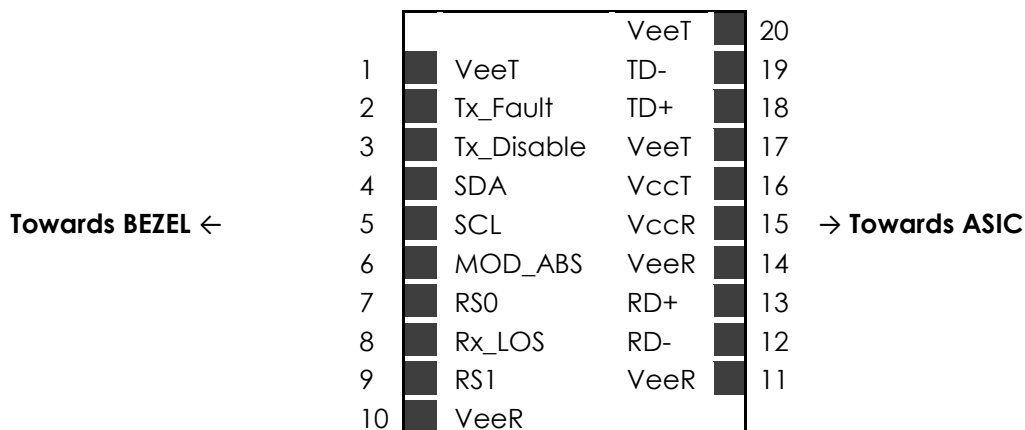 VeeT 20
1 VeeT TD- 19
2 Tx_Fault TD+ 18
3 Tx_Disable VeeT 17
4 SDA VccT 16
Towards BEZEL ← 5 SCL VccR 15 → Towards ASIC
6 MOD_ABS VeeR 14
7 RS0 RD+ 13
8 Rx_LOS RD- 12
9 RS1 VeeR 11
10 VeeR